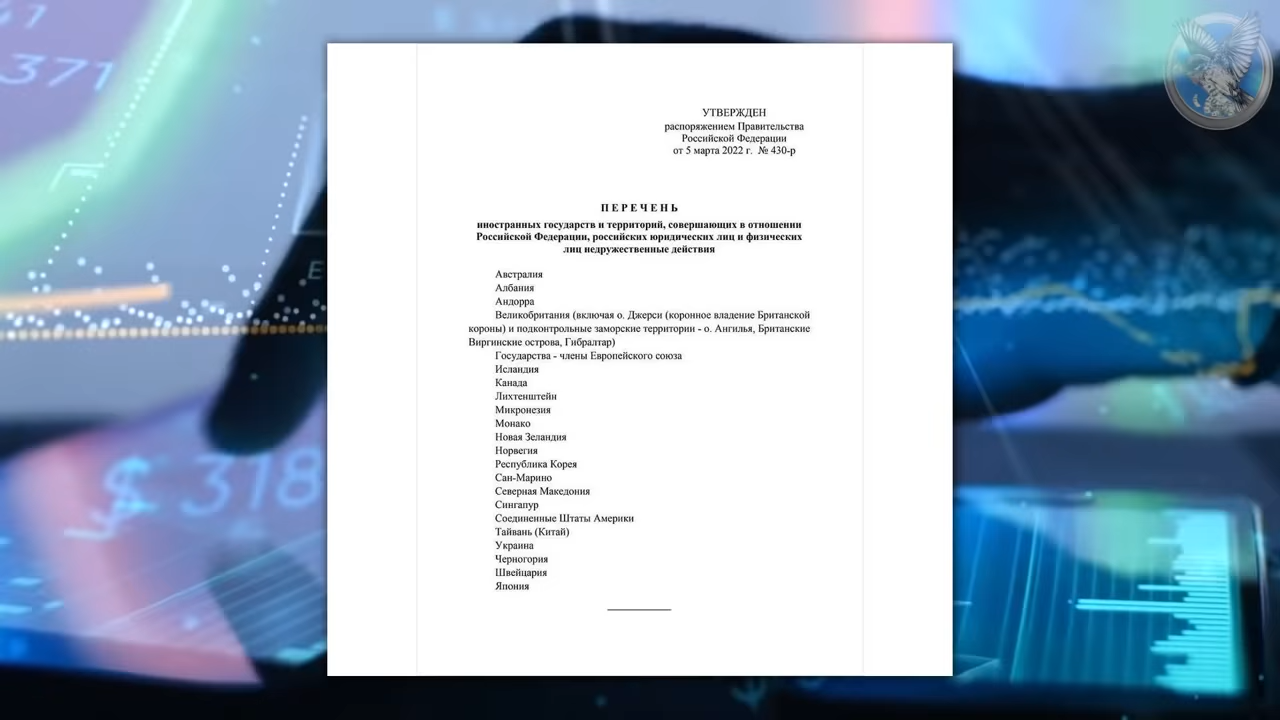 371
$ 318
УТВЕРЖДЕН
распоряжением Правительства
Российской Федерации
от 5 марта 2022 г. № 430-р
П Е Р Е Ч Е Н Ь
иностранных государств и территорий, совершающих в отношении
Российской Федерации, российских юридических лиц и физических
лиц недружественные действия
Австралия
Албания
Андорра
Великобритания (включая о. Джерси (коронное владение Британской
короны) и подконтрольные заморские территории - о. Ангилья, Британские
Виргинские острова, Гибралтар)
Государства - члены Европейского союза
Исландия
Канада
Лихтенштейн
Микронезия
Монако
Новая Зеландия
Норвегия
Республика Корея
Сан-Марино
Северная Македония
Сингапур
Соединенные Штаты Америки
Тайвань (Китай)
Украина
Черногория
Швейцария
Япония